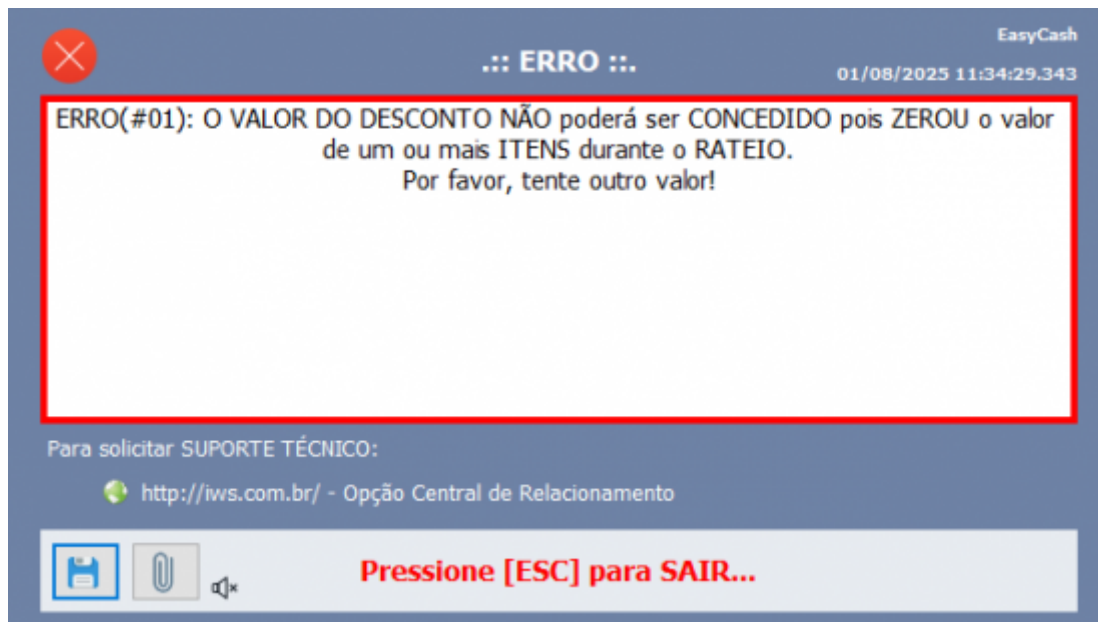 EasyCash
.:: ERRO ::.
01/08/2025 11:34:29.343
ERRO(#01): O VALOR DO DESCONTO NÃO poderá ser CONCEDIDO pois ZEROU o valor
de um ou mais ITENS durante o RATEIO.
Por favor, tente outro valor!
Para solicitar SUPORTE TÉCNICO:
http://iws.com.br/ - Opção Central de Relacionamento
Pressione [ESC] para SAIR...